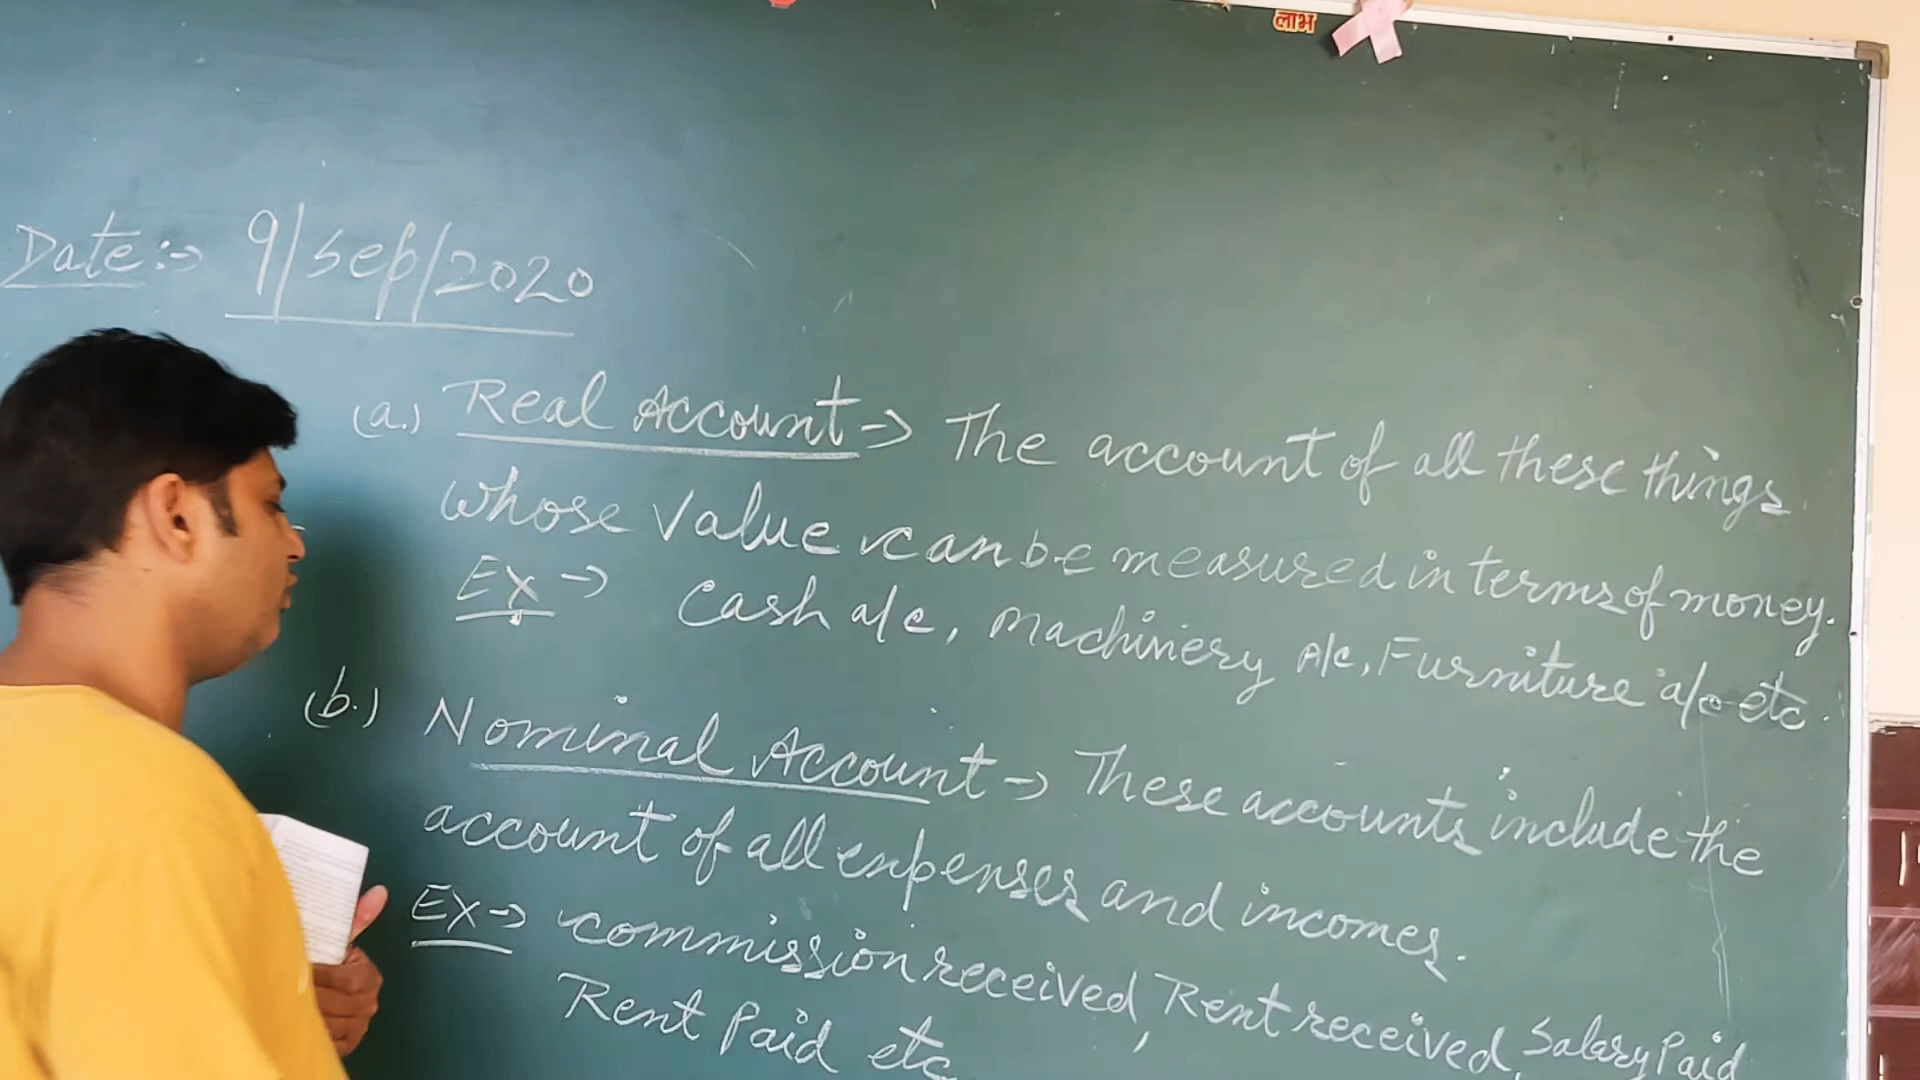 लाभ
Date:-> 9/Sep/2020
(a.) Real Account -> The account of all these things
whose value can be measured in terms of money.
Ex -> Cash a/c, Machiniery A/c, Furniture a/c etc.
(b.) Nominal Account -> These accounts include the
account of all expenses and incomes.
Ex -> commission received, Rent received, Salary Paid
Rent Paid etc